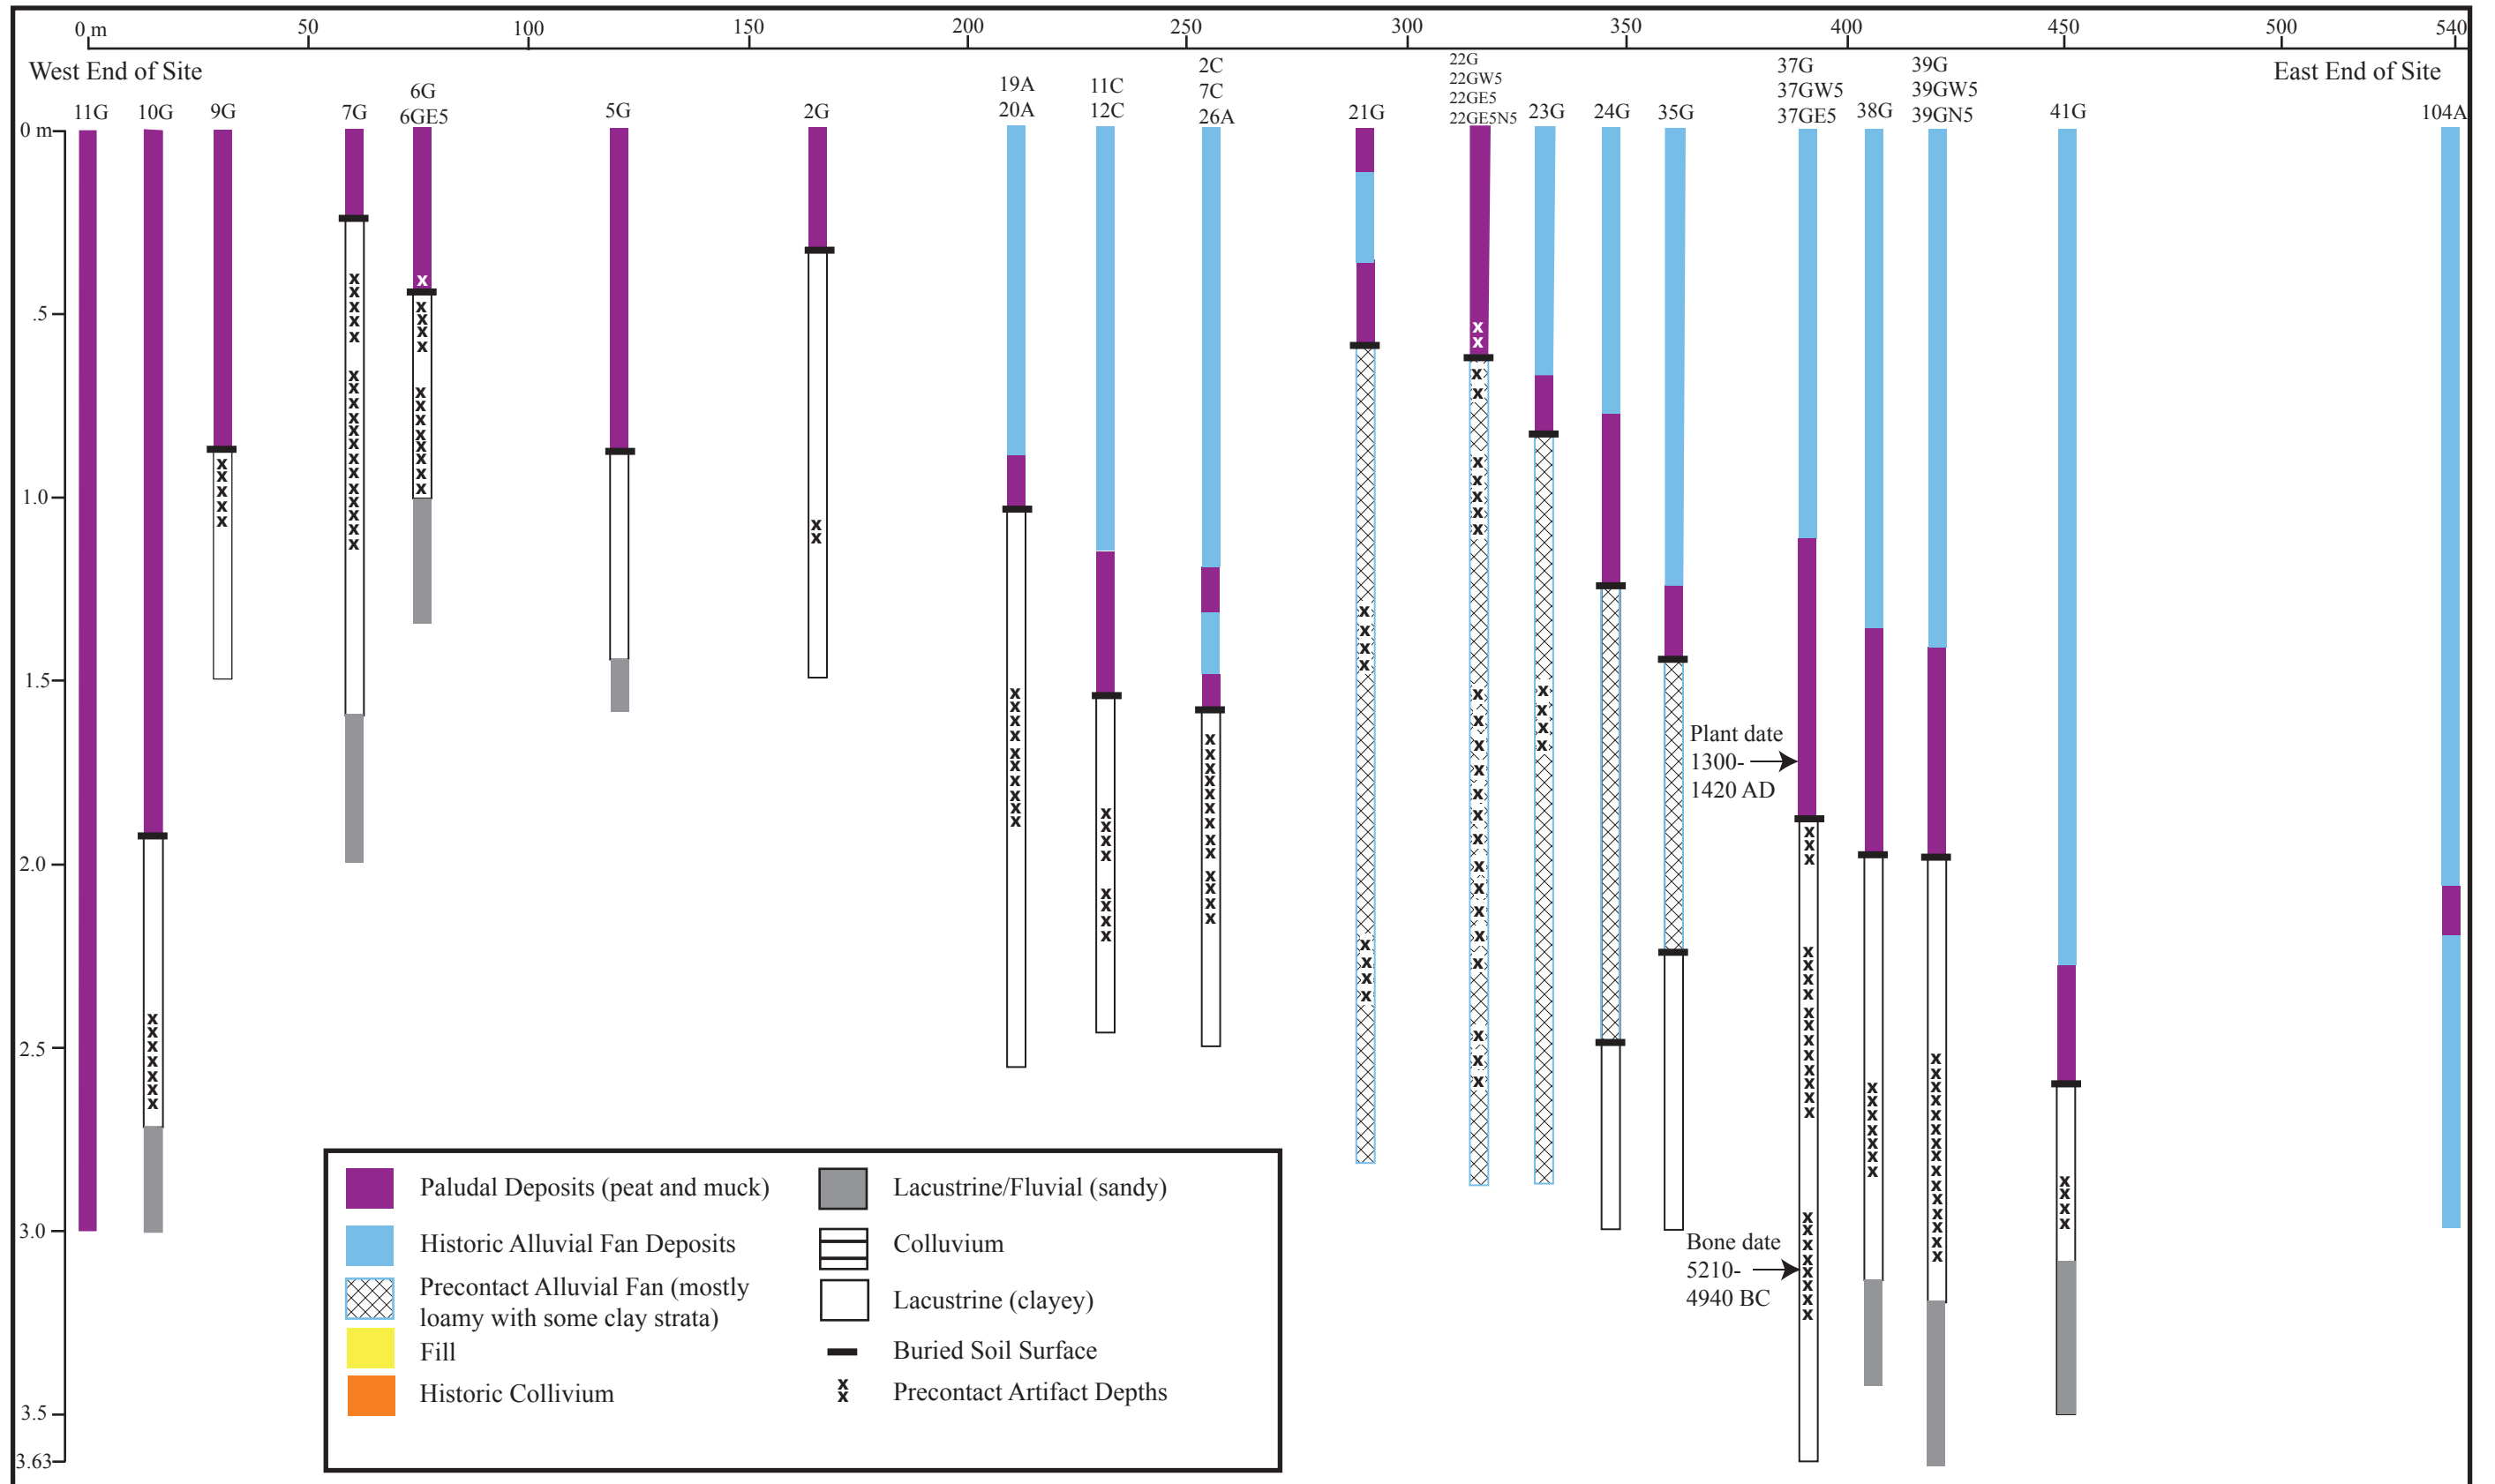 0 m 50 100 150 200 250 300 350 400 450 500 540
West End of Site
East End of Site
11G
10G
9G
7G
6G
6GE5
5G
2G
19A
20A
11C
12C
2C
7C
26A
21G
22G
22GW5
22GE5
22GE5N5
23G
24G
35G
37G
37GW5
37GE5
38G
39G
39GW5
39GN5
41G
104A
0 m
.5
1.0
1.5
2.0
2.5
3.0
3.5
3.63
Plant date
1300-
1420 AD
Bone date
5210-
4940 BC
Paludal Deposits (peat and muck)
Historic Alluvial Fan Deposits
Precontact Alluvial Fan (mostly
loamy with some clay strata)
Fill
Historic Collivium
Lacustrine/Fluvial (sandy)
Colluvium
Lacustrine (clayey)
Buried Soil Surface
x
x
Precontact Artifact Depths